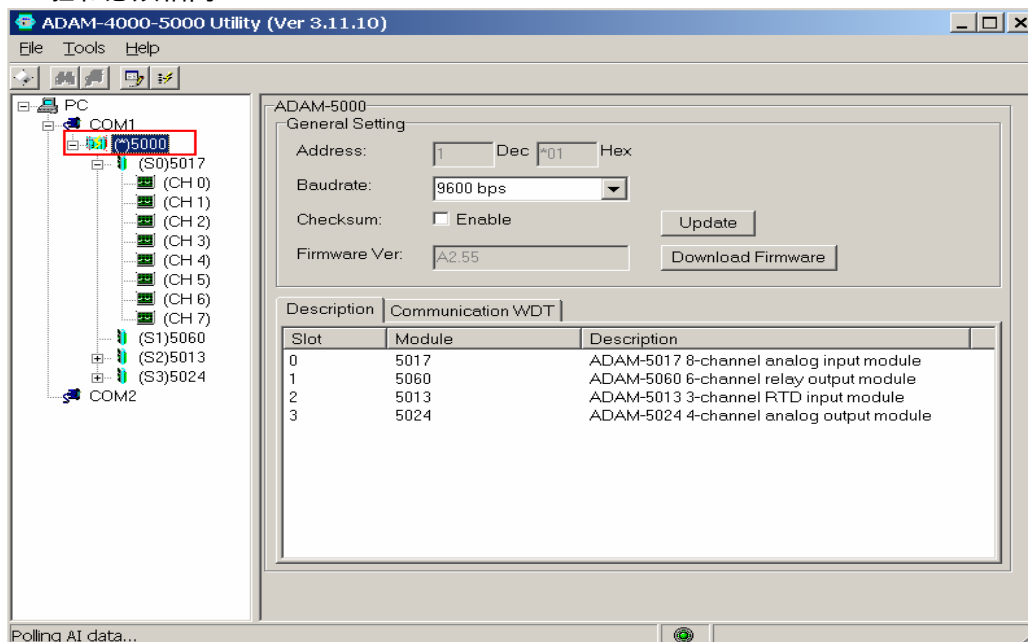 ADAM-4000-5000 Utility (Ver 3.11.10)
File Tools Help
PC
COM1
(*)5000
(S0)5017
(CH 0)
(CH 1)
(CH 2)
(CH 3)
(CH 4)
(CH 5)
(CH 6)
(CH 7)
(S1)5060
(S2)5013
(S3)5024
COM2
ADAM-5000
General Setting
Address: 1 Dec *01 Hex
Baudrate: 9600 bps
Checksum: Enable Update
Firmware Ver: A2.55 Download Firmware
Description Communication WDT
Slot Module Description
0 5017 ADAM-5017 8-channel analog input module
1 5060 ADAM-5060 6-channel relay output module
2 5013 ADAM-5013 3-channel RTD input module
3 5024 ADAM-5024 4-channel analog output module
Polling AI data...